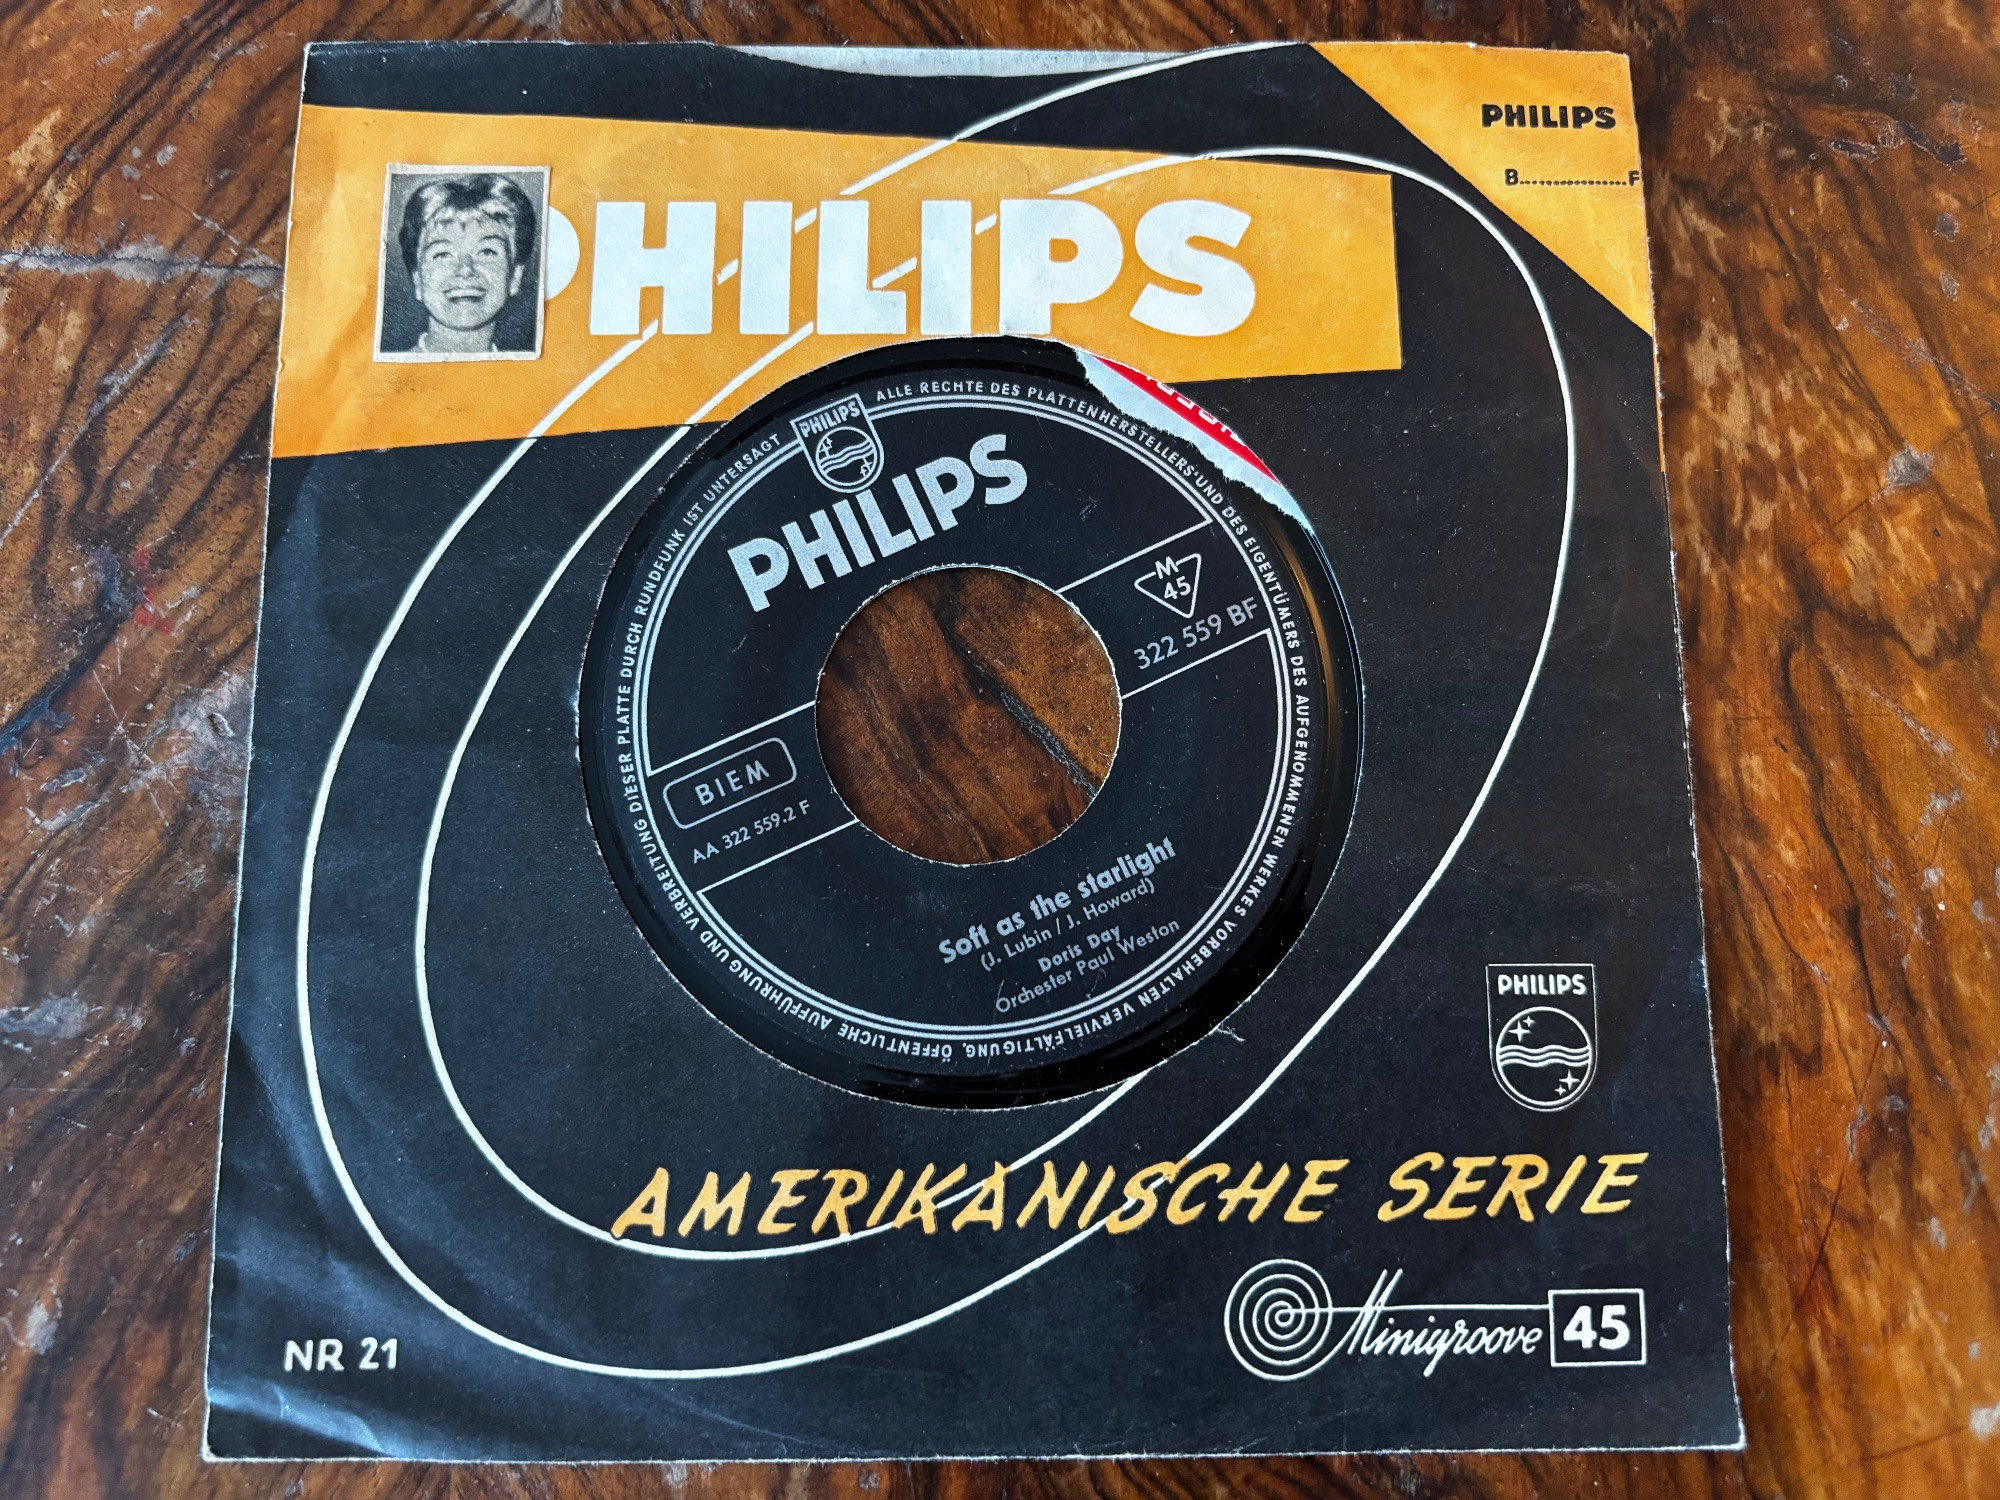 PHILIPS
B..................F
PHILIPS
PHILIPS
ALLE RECHTE DES PLATTENHERSTELLERS UND DES EIGENTÜMERS DES AUFGENOMMENEN WERKES VORBEHALTEN VERVIELFÄLTIGUNG, ÖFFENTLICHE AUFFÜHRUNG UND VERBREITUNG DIESER PLATTE DURCH RUNDFUNK IST UNTERSAGT
PHILIPS
M
45
322 559 BF
BIEM
AA 322 559.2 F
Soft as the starlight
(J. Lubin / J. Howard)
Doris Day
Orchester Paul Weston
PHILIPS
AMERIKANISCHE SERIE
Minigroove 45
NR 21